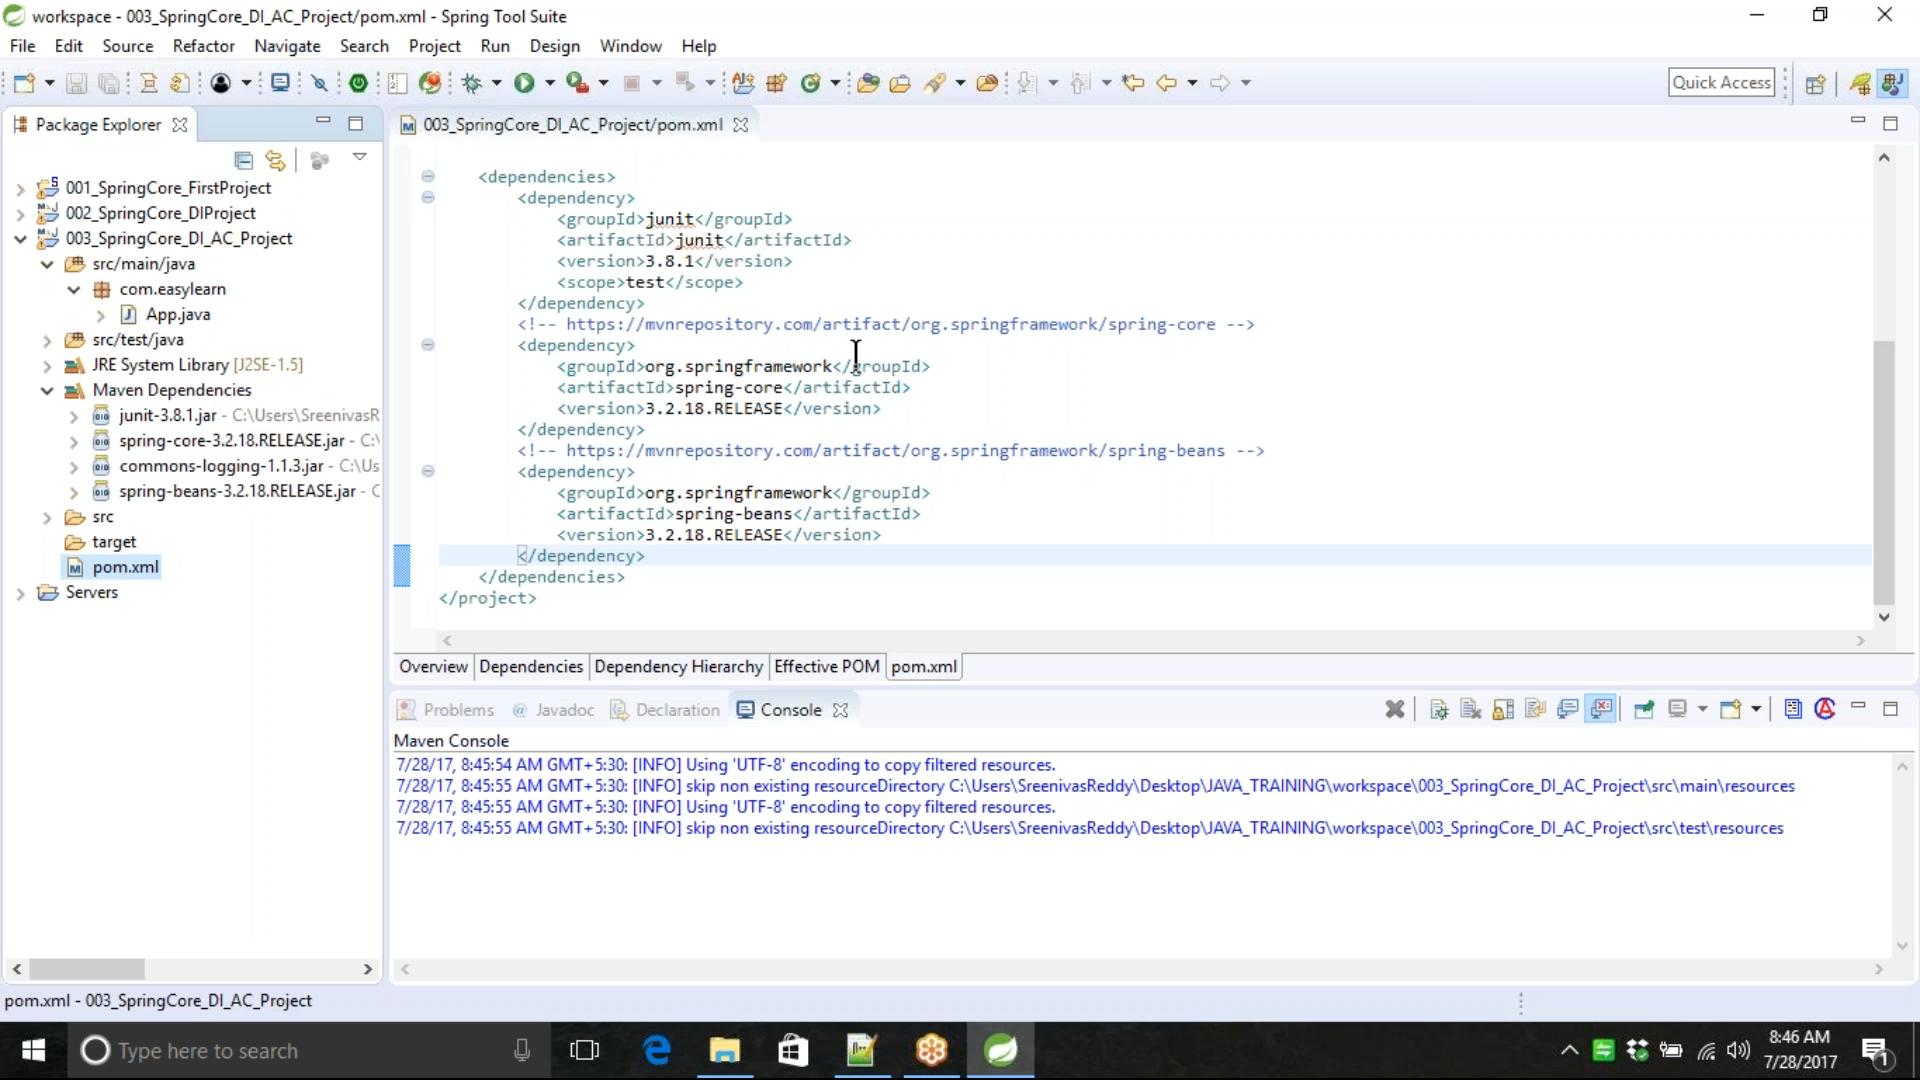 workspace - 003_SpringCore_DI_AC_Project/pom.xml - Spring Tool Suite
File Edit Source Refactor Navigate Search Project Run Design Window Help
Quick Access
Package Explorer
001_SpringCore_FirstProject
002_SpringCore_DIProject
003_SpringCore_DI_AC_Project
src/main/java
com.easylearn
App.java
src/test/java
JRE System Library [J2SE-1.5]
Maven Dependencies
junit-3.8.1.jar - C:\Users\SreenivasR
spring-core-3.2.18.RELEASE.jar - C:\
commons-logging-1.1.3.jar - C:\Us
spring-beans-3.2.18.RELEASE.jar - C
src
target
pom.xml
Servers
003_SpringCore_DI_AC_Project/pom.xml
<dependencies>
<dependency>
<groupId>junit</groupId>
<artifactId>junit</artifactId>
<version>3.8.1</version>
<scope>test</scope>
</dependency>
<!-- https://mvnrepository.com/artifact/org.springframework/spring-core -->
<dependency>
<groupId>org.springframework</groupId>
<artifactId>spring-core</artifactId>
<version>3.2.18.RELEASE</version>
</dependency>
<!-- https://mvnrepository.com/artifact/org.springframework/spring-beans -->
<dependency>
<groupId>org.springframework</groupId>
<artifactId>spring-beans</artifactId>
<version>3.2.18.RELEASE</version>
</dependency>
</dependencies>
</project>
Overview Dependencies Dependency Hierarchy Effective POM pom.xml
Problems @ Javadoc Declaration Console
Maven Console
7/28/17, 8:45:54 AM GMT+5:30: [INFO] Using 'UTF-8' encoding to copy filtered resources.
7/28/17, 8:45:55 AM GMT+5:30: [INFO] skip non existing resourceDirectory C:\Users\SreenivasReddy\Desktop\JAVA_TRAINING\workspace\003_SpringCore_DI_AC_Project\src\main\resources
7/28/17, 8:45:55 AM GMT+5:30: [INFO] Using 'UTF-8' encoding to copy filtered resources.
7/28/17, 8:45:55 AM GMT+5:30: [INFO] skip non existing resourceDirectory C:\Users\SreenivasReddy\Desktop\JAVA_TRAINING\workspace\003_SpringCore_DI_AC_Project\src\test\resources
pom.xml - 003_SpringCore_DI_AC_Project
Type here to search
8:46 AM
7/28/2017
1